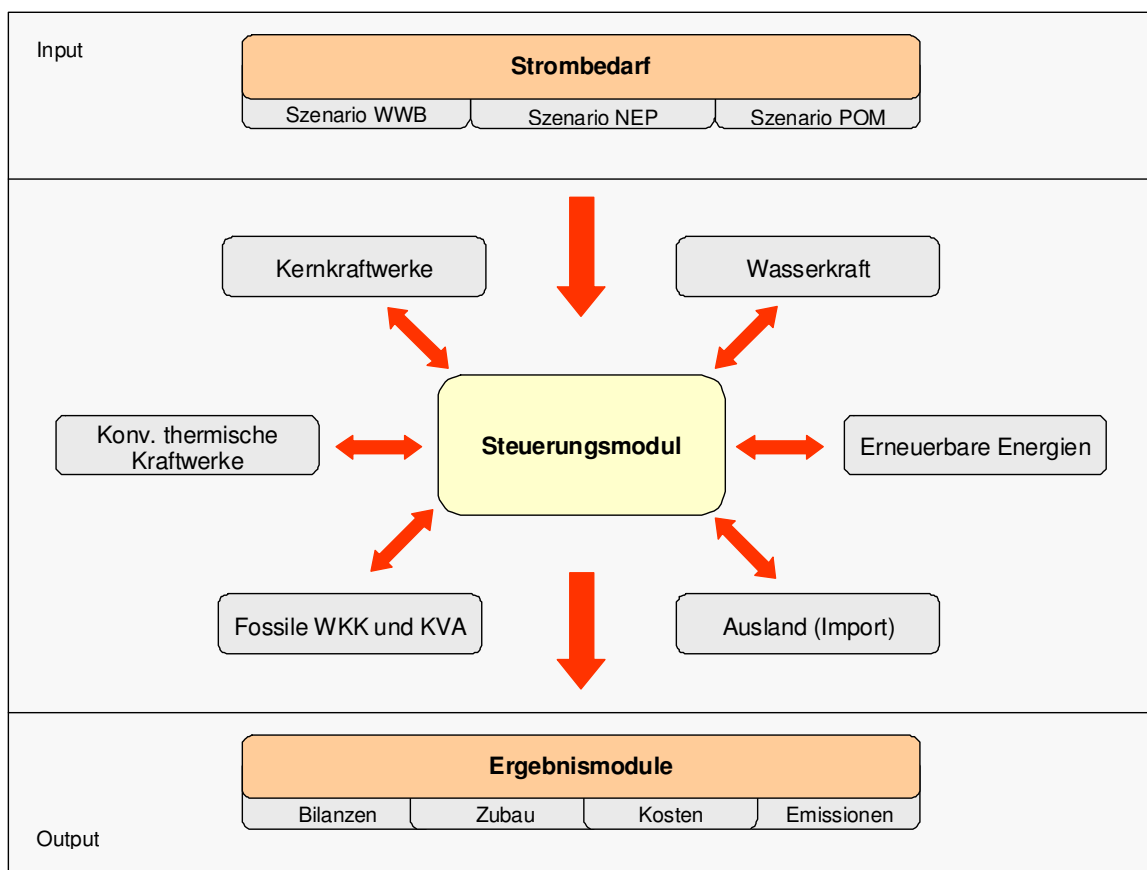 Input
Strombedarf
Szenario WWB
Szenario NEP
Szenario POM
Kernkraftwerke
Wasserkraft
Konv. thermische
Kraftwerke
Steuerungsmodul
Erneuerbare Energien
Fossile WKK und KVA
Ausland (Import)
Ergebnismodule
Bilanzen
Zubau
Kosten
Emissionen
Output